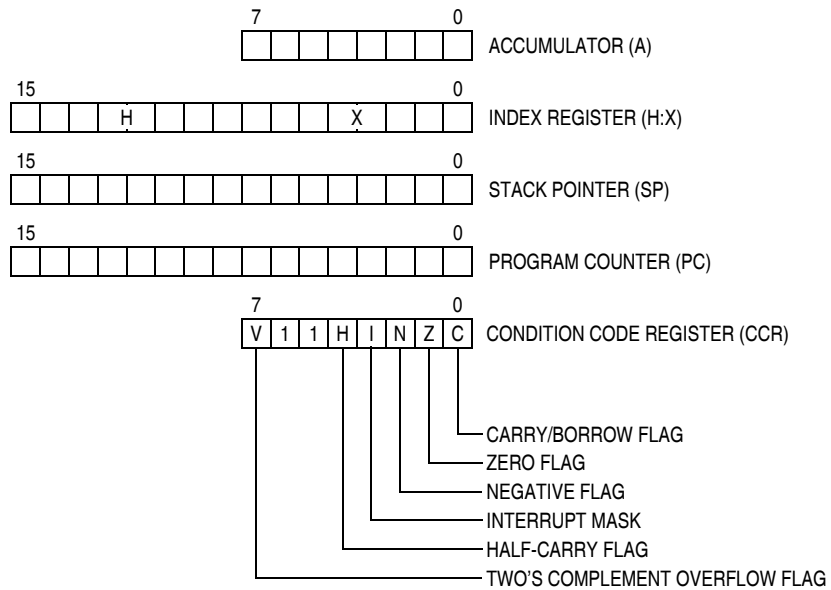 7 0
ACCUMULATOR (A)
15 0
H X INDEX REGISTER (H:X)
15 0
STACK POINTER (SP)
15 0
PROGRAM COUNTER (PC)
7 0
V 1 1 H I N Z C CONDITION CODE REGISTER (CCR)
CARRY/BORROW FLAG
ZERO FLAG
NEGATIVE FLAG
INTERRUPT MASK
HALF-CARRY FLAG
TWO'S COMPLEMENT OVERFLOW FLAG